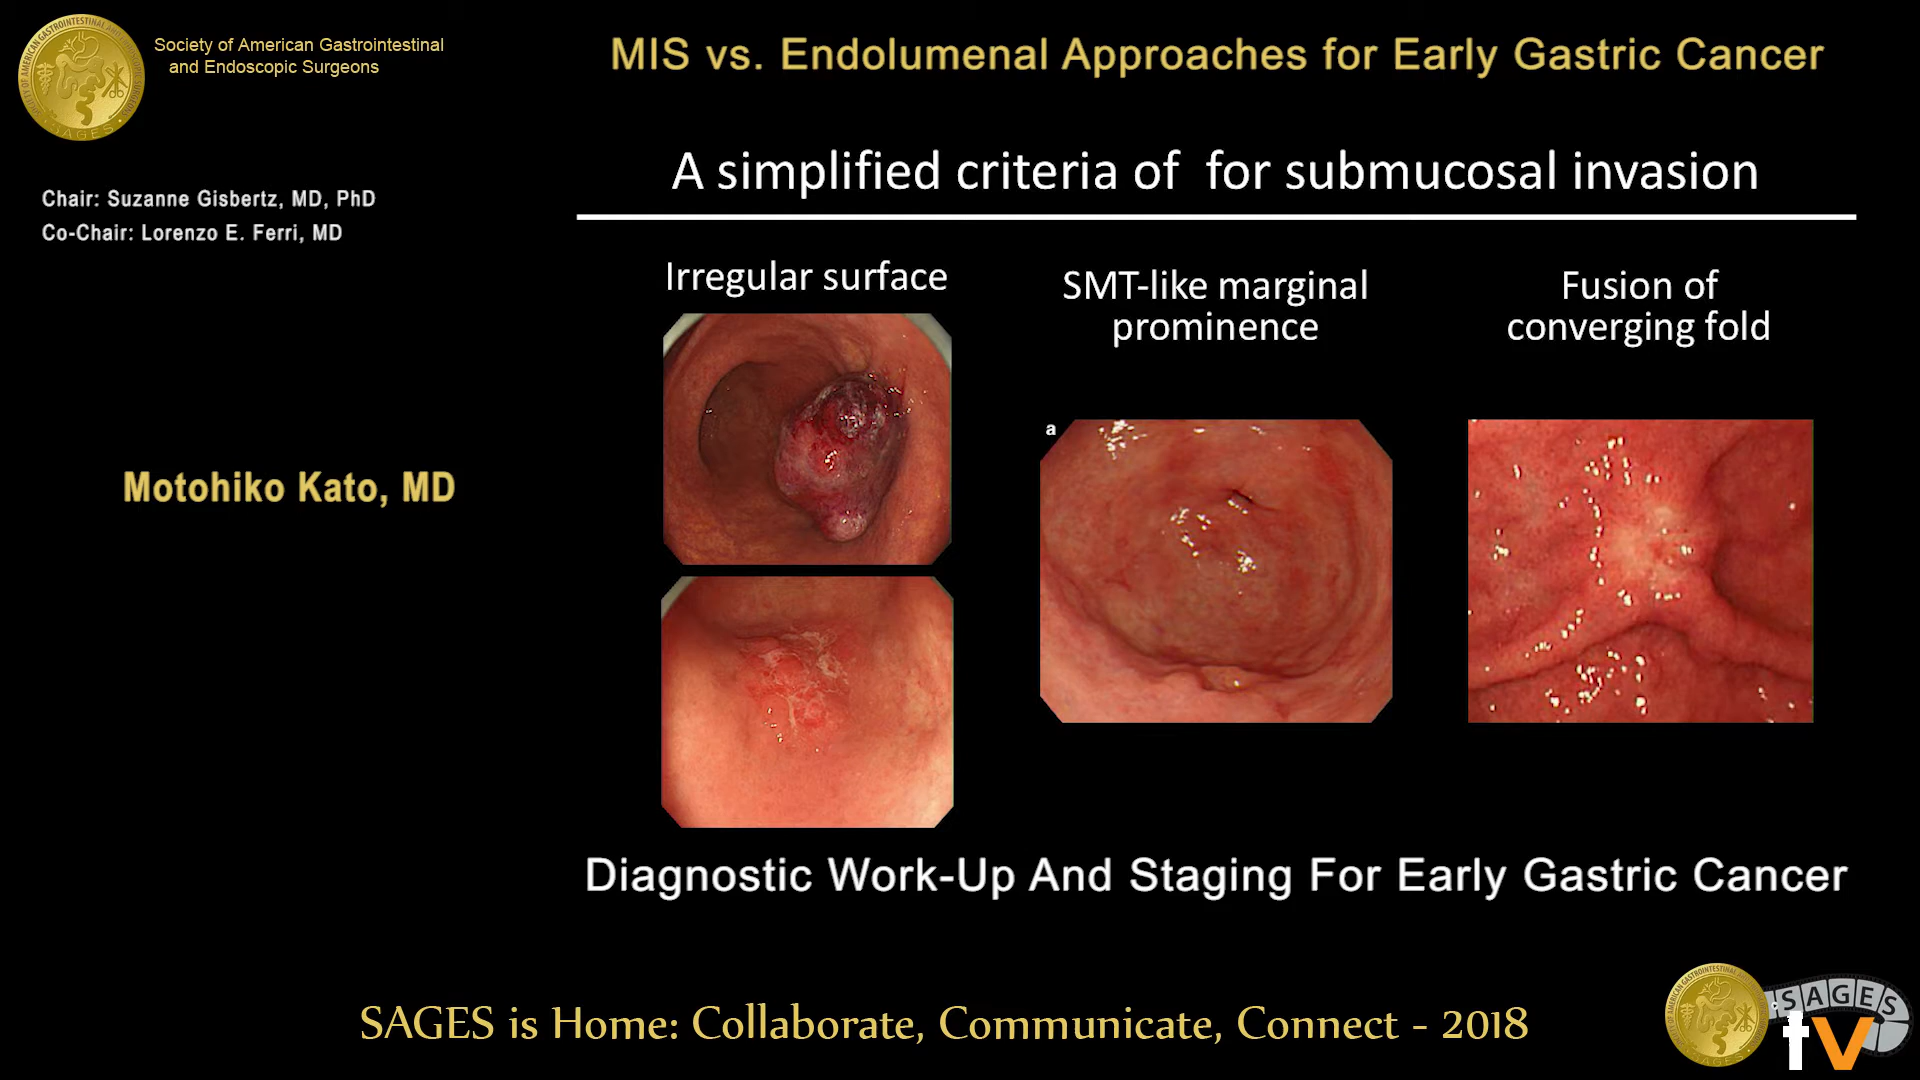 Society of American Gastrointestinal
and Endoscopic Surgeons
MIS vs. Endolumenal Approaches for Early Gastric Cancer
Chair: Suzanne Gisbertz, MD, PhD
Co-Chair: Lorenzo E. Ferri, MD
Motohiko Kato, MD
A simplified criteria of  for submucosal invasion
Irregular surface
SMT-like marginal
prominence
Fusion of
converging fold
a
Diagnostic Work-Up And Staging For Early Gastric Cancer
SAGES is Home: Collaborate, Communicate, Connect - 2018
SAGES
tv